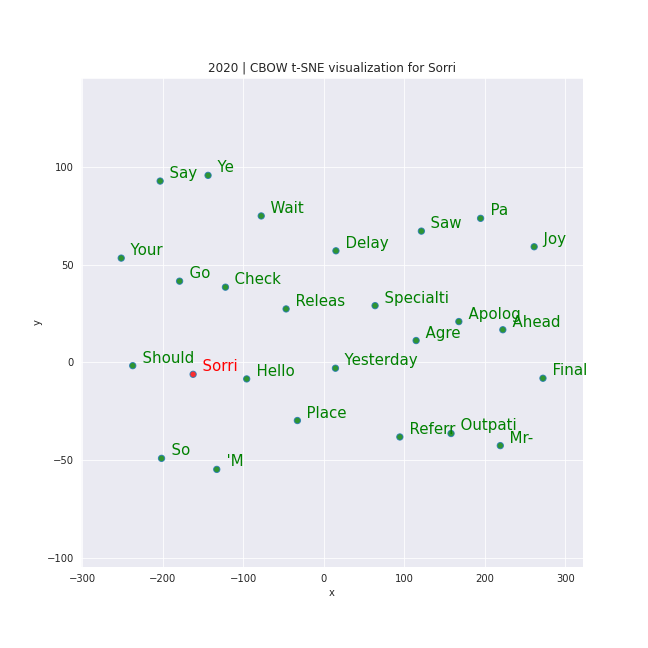 2020 | CBOW t-SNE visualization for Sorri
Say
Ye
Wait
Delay
Saw
Pa
Joy
Your
Go
Check
Releas
Specialti
Apolog
Ahead
Agre
Should
Sorri
Hello
Yesterday
Final
Place
Referr
Outpati
Mr-
So
'M
100
50
0
−50
−100
y
−300
−200
−100
0
100
200
300
x